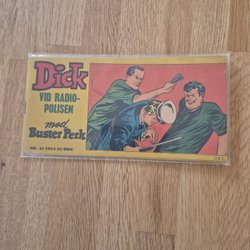 Dick
VID RADIO-
POLISEN
med
Buster Perk